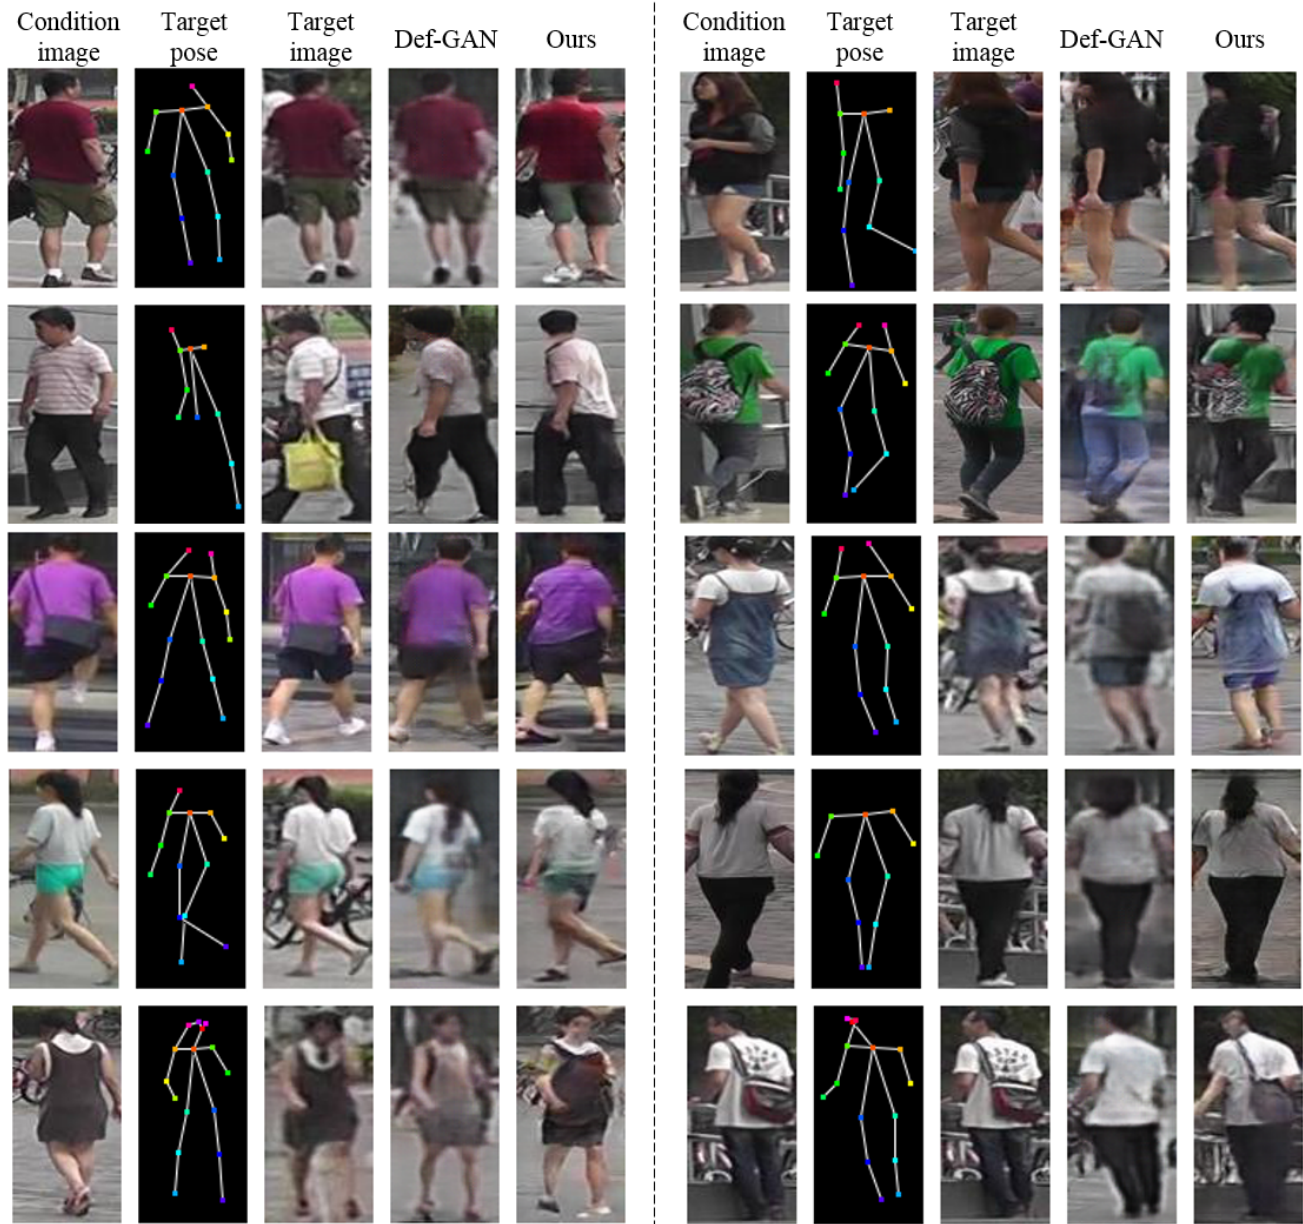 Condition image
Target pose
Target image
Def-GAN
Ours
Condition image
Target pose
Target image
Def-GAN
Ours